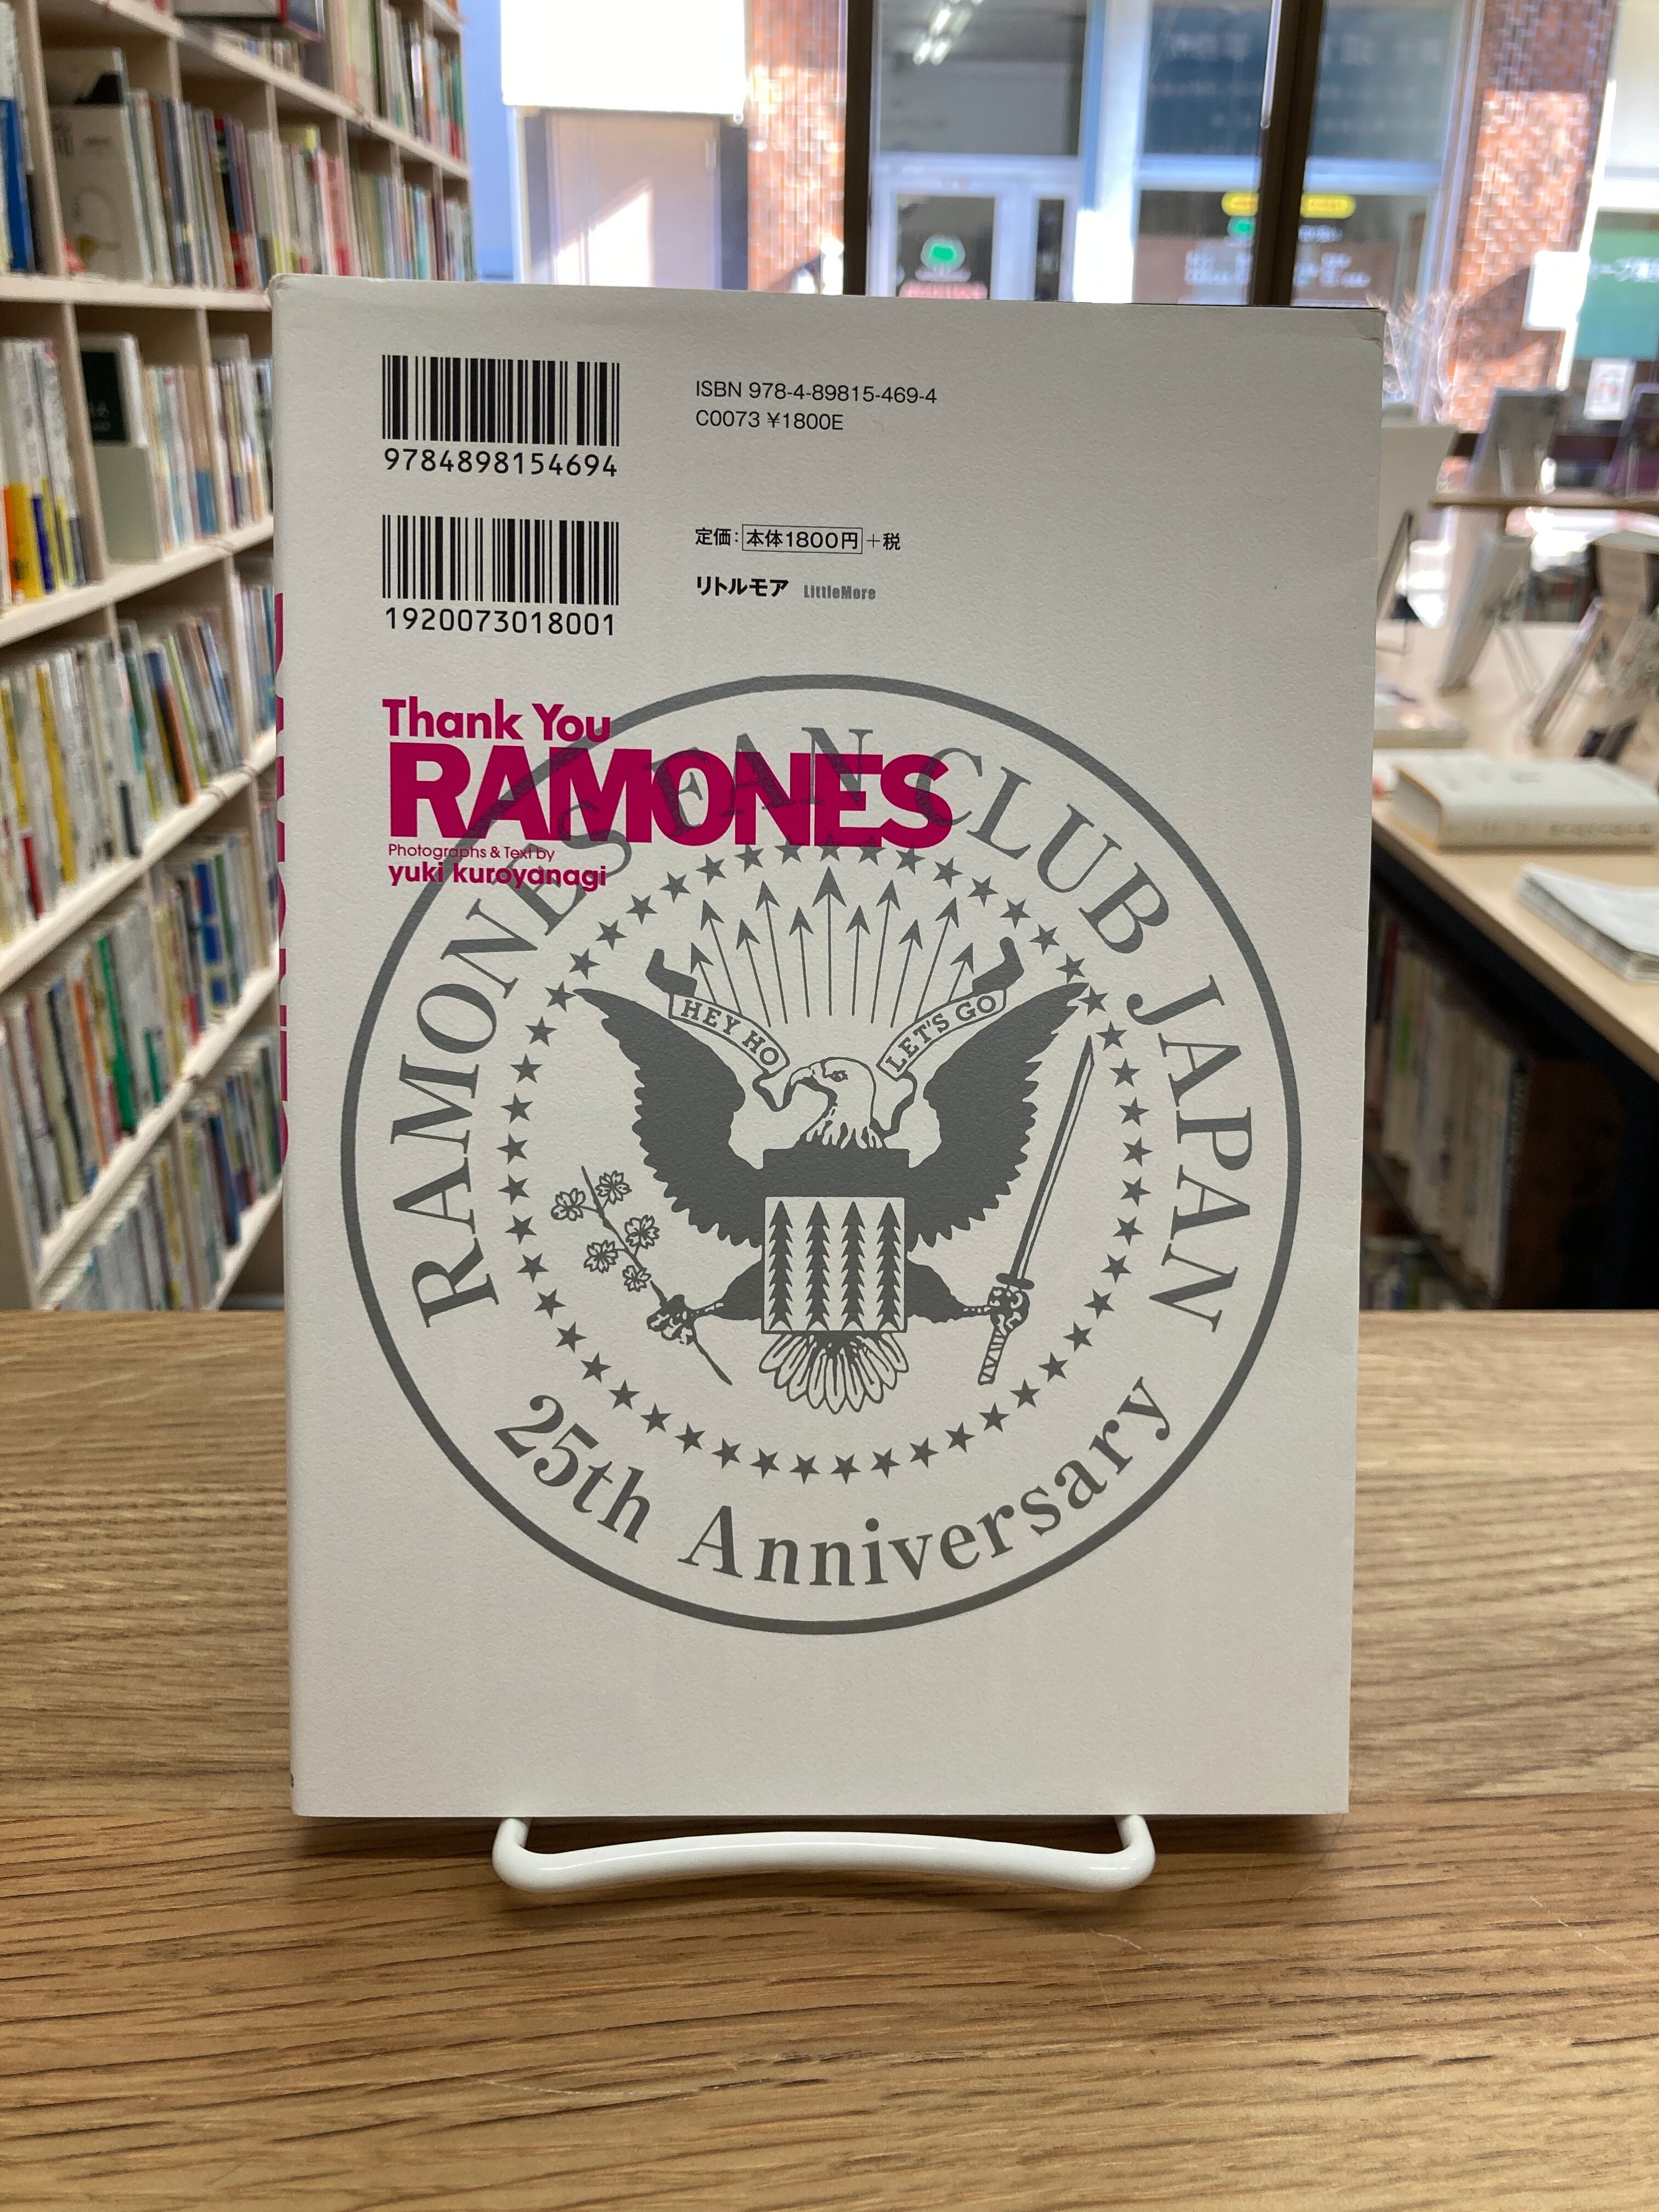 9784898154694
ISBN 978-4-89815-469-4
C0073 ¥1800E
1920073018001
定価：本体1800円＋税
リトルモア LittleMore
Thank You
RAMONES
Photographs & Text by
yuki kuroyanagi
RAMONES FAN CLUB JAPAN
HEY HO LET'S GO
25th Anniversary